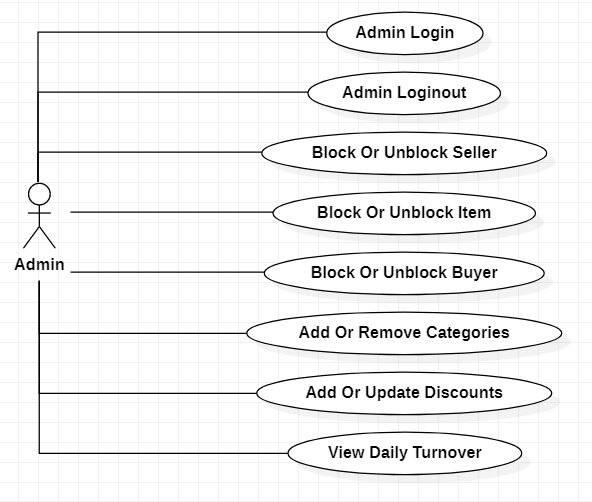 Admin Login
Admin Loginout
Block Or Unblock Seller
Block Or Unblock Item
Admin
Block Or Unblock Buyer
Add Or Remove Categories
Add Or Update Discounts
View Daily Turnover